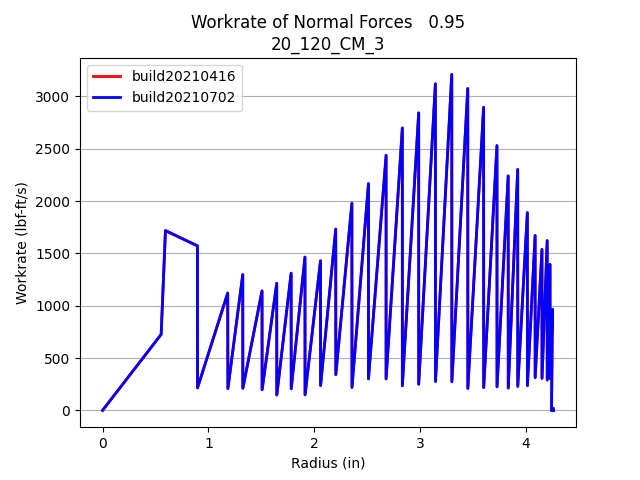 Workrate of Normal Forces   0.95
20_120_CM_3
build20210416
build20210702
Workrate (lbf-ft/s)
3000
2500
2000
1500
1000
500
0
0 1 2 3 4
Radius (in)